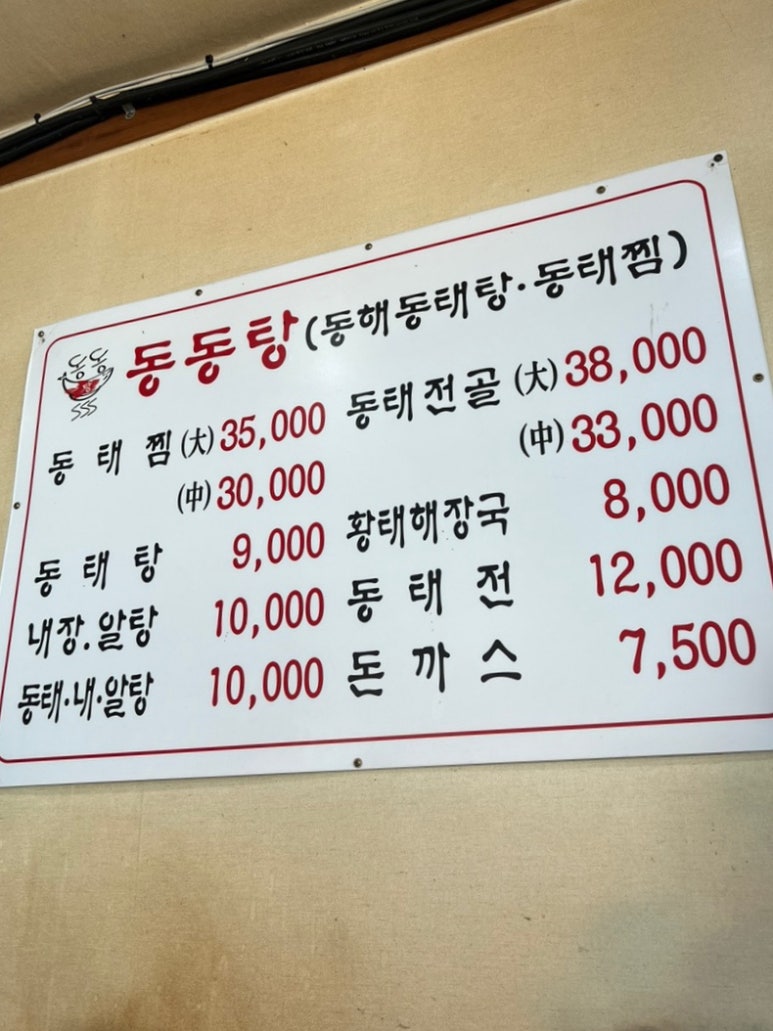 동동
동동탕(동해동태탕·동태찜)
동태찜 (大) 35,000
(中) 30,000
동태탕 9,000
내장.알탕 10,000
동태·내·알탕 10,000
동태전골 (大) 38,000
(中) 33,000
황태해장국 8,000
동태전 12,000
돈까스 7,500